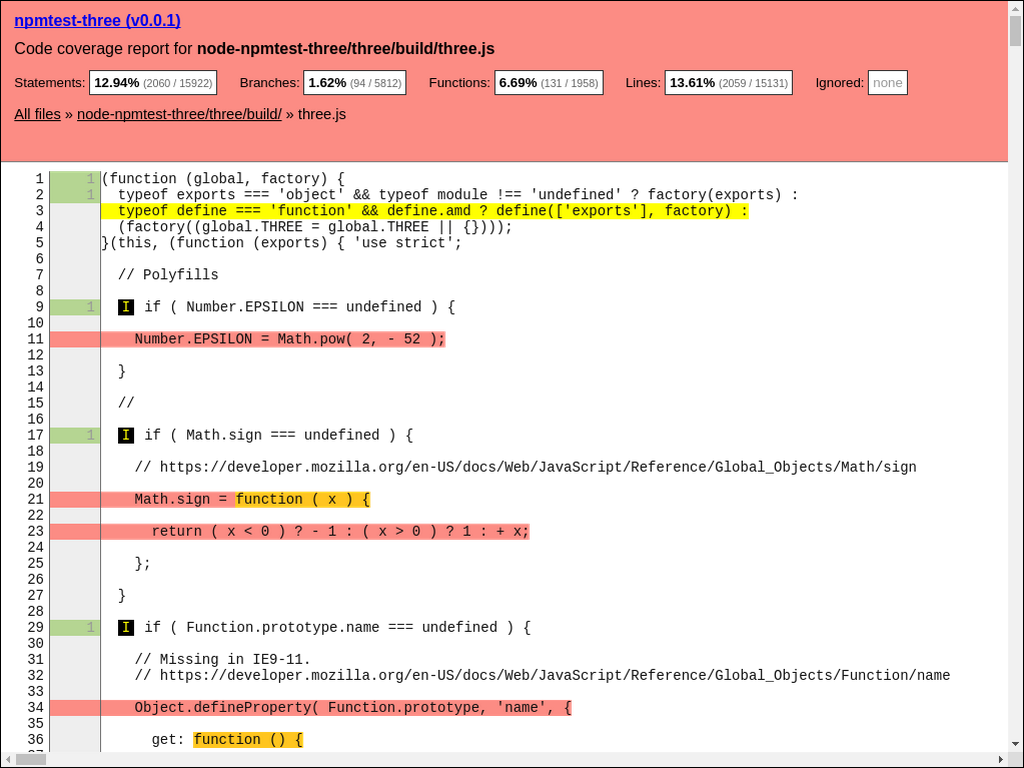 npmtest-three (v0.0.1)
Code coverage report for node-npmtest-three/three/build/three.js
Statements: 12.94% (2060 / 15922) Branches: 1.62% (94 / 5812) Functions: 6.69% (131 / 1958) Lines: 13.61% (2059 / 15131) Ignored: none
All files » node-npmtest-three/three/build/ » three.js
1 1 (function (global, factory) {
2 1 typeof exports === 'object' && typeof module !== 'undefined' ? factory(exports) :
3 typeof define === 'function' && define.amd ? define(['exports'], factory) :
4 (factory((global.THREE = global.THREE || {})));
5 }(this, (function (exports) { 'use strict';
6
7 // Polyfills
8
9 1 I if ( Number.EPSILON === undefined ) {
10
11 Number.EPSILON = Math.pow( 2, - 52 );
12
13 }
14
15 //
16
17 1 I if ( Math.sign === undefined ) {
18
19 // https://developer.mozilla.org/en-US/docs/Web/JavaScript/Reference/Global_Objects/Math/sign
20
21 Math.sign = function ( x ) {
22
23 return ( x < 0 ) ? - 1 : ( x > 0 ) ? 1 : + x;
24
25 };
26
27 }
28
29 1 I if ( Function.prototype.name === undefined ) {
30
31 // Missing in IE9-11.
32 // https://developer.mozilla.org/en-US/docs/Web/JavaScript/Reference/Global_Objects/Function/name
33
34 Object.defineProperty( Function.prototype, 'name', {
35
36 get: function () {